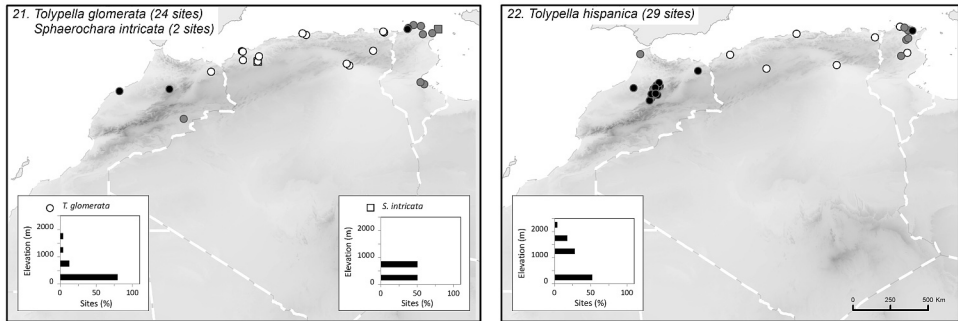 21. Tolypella glomerata (24 sites)
Sphaerochara intricata (2 sites)
T. glomerata
Elevation (m)
2000
1000
0
0
50
100
Sites (%)
S. intricata
Elevation (m)
2000
1000
0
0
50
100
Sites (%)
22. Tolypella hispanica (29 sites)
Elevation (m)
2000
1000
0
0
50
100
Sites (%)
0 250 500 Km